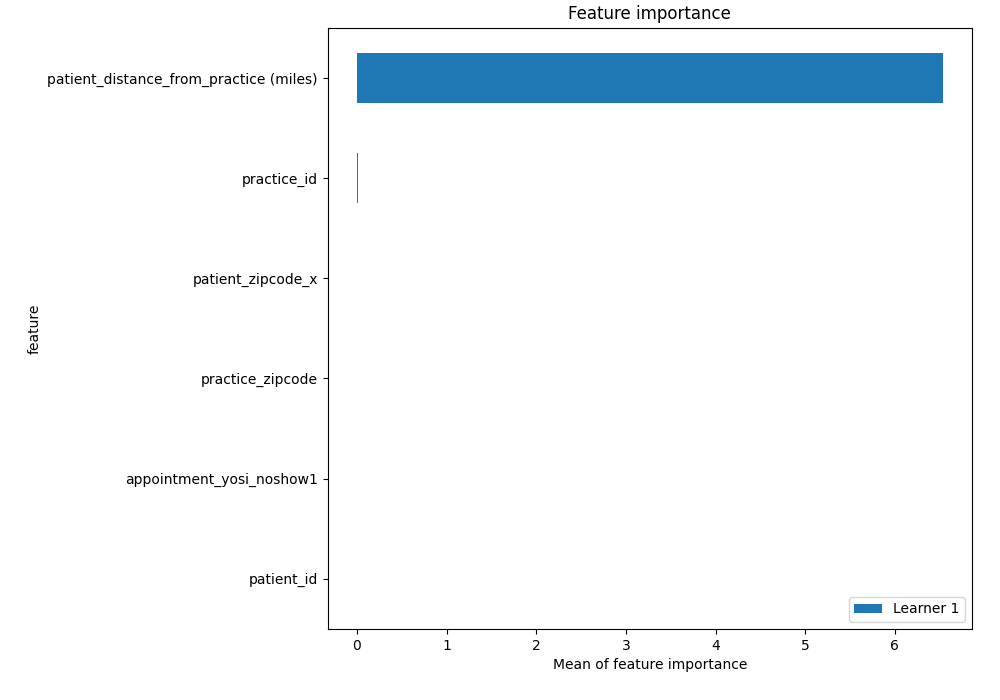 Feature importance
patient_distance_from_practice (miles)
practice_id
patient_zipcode_x
practice_zipcode
appointment_yosi_noshow1
patient_id
feature
Learner 1
0 1 2 3 4 5 6
Mean of feature importance